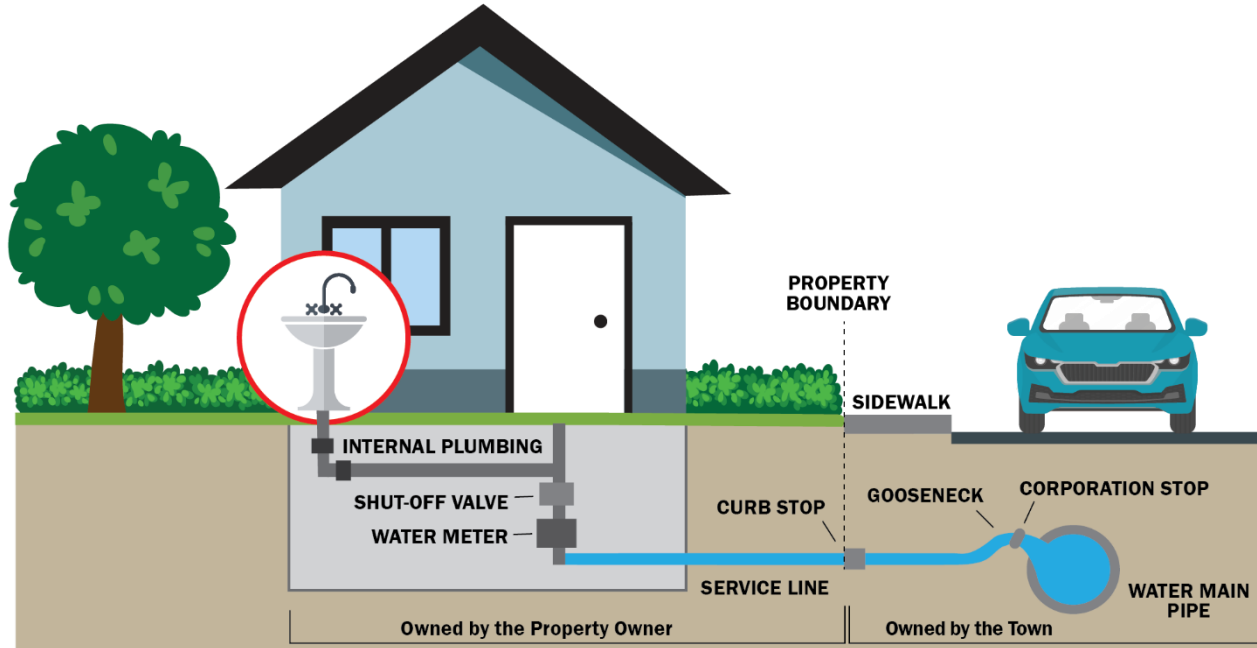 PROPERTY
BOUNDARY
SIDEWALK
INTERNAL PLUMBING
SHUT-OFF VALVE
WATER METER
CURB STOP
GOOSENECK
CORPORATION STOP
SERVICE LINE
WATER MAIN
PIPE
Owned by the Property Owner
Owned by the Town